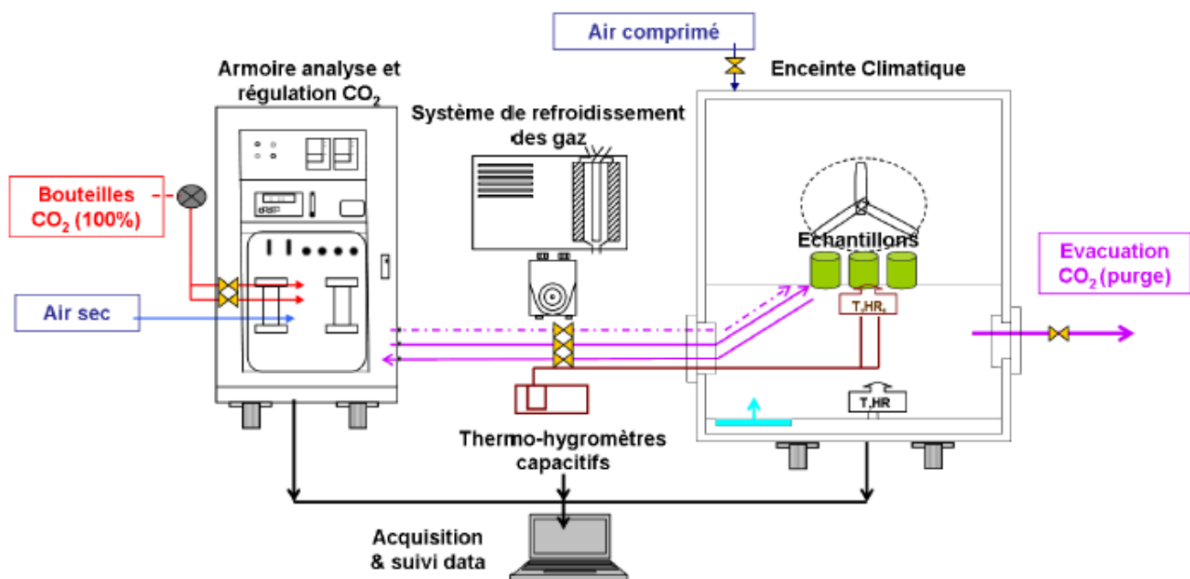 Air comprimé
Armoire analyse et
régulation CO₂
Enceinte Climatique
Système de refroidissement
des gaz
Bouteilles
CO₂ (100%)
Echantillons
Evacuation
CO₂ (purge)
Air sec
T,HR
Thermo-hygromètres
capacitifs
Acquisition
& suivi data